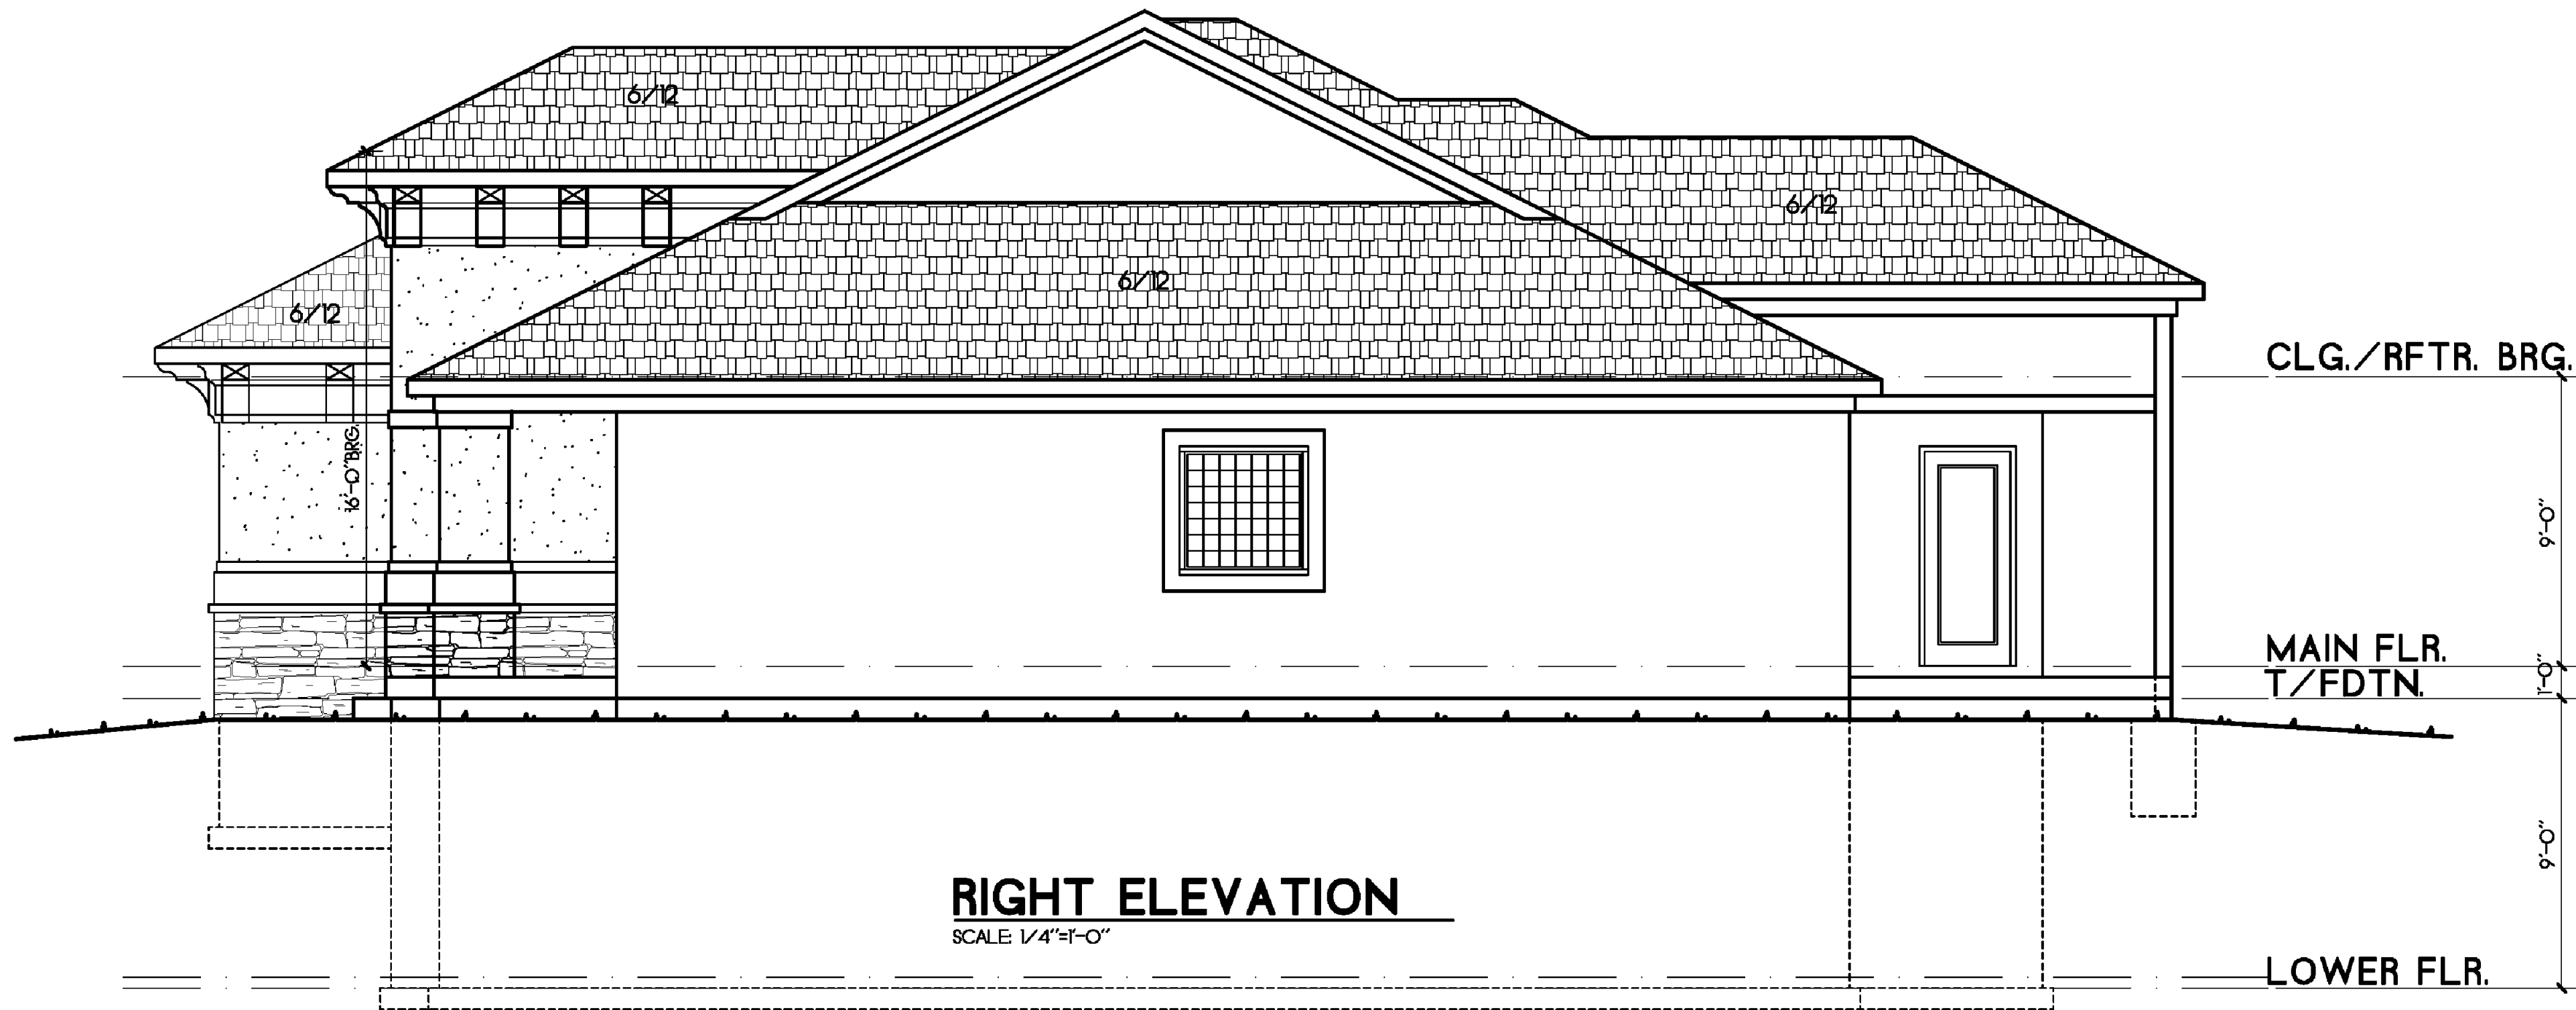 6/12
6/12
6/12
6/12
CLG./RFTR. BRG.
16'-0" BRG.
9'-0"
MAIN FLR.
1'-0"
T/FDTN.
9'-0"
RIGHT ELEVATION
SCALE: 1/4"=1'-0"
LOWER FLR.